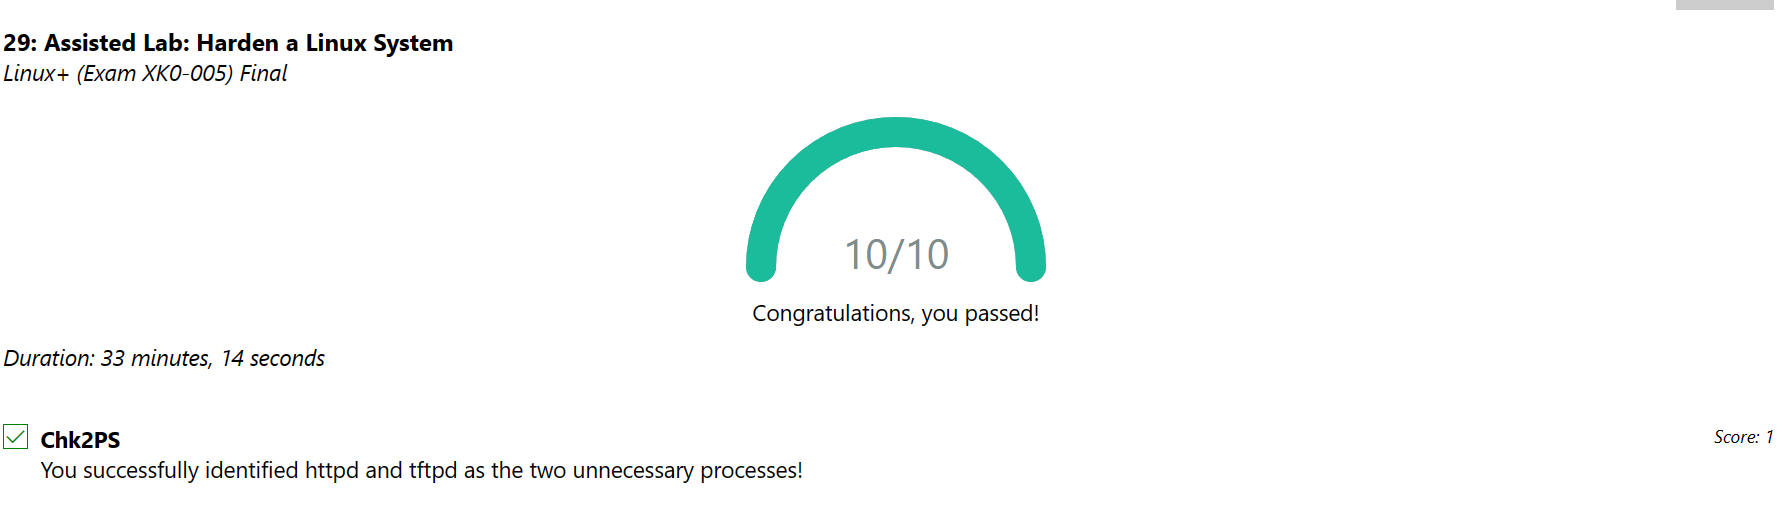 29: Assisted Lab: Harden a Linux System
Linux+ (Exam XK0-005) Final
10/10
Congratulations, you passed!
Duration: 33 minutes, 14 seconds
Chk2PS
Score: 1
You successfully identified httpd and tftpd as the two unnecessary processes!